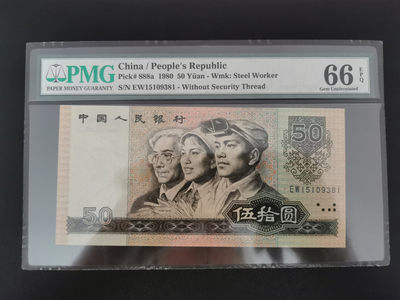 PMG
PAPER MONEY GUARANTY
China / People's Republic
Pick# 888a 1980 50 Yüan - Wmk: Steel Worker
S/N EW15109381 - Without Security Thread
66 EPQ
Gem Uncirculated
中国人民银行
50
EW15109381
50
伍拾圆